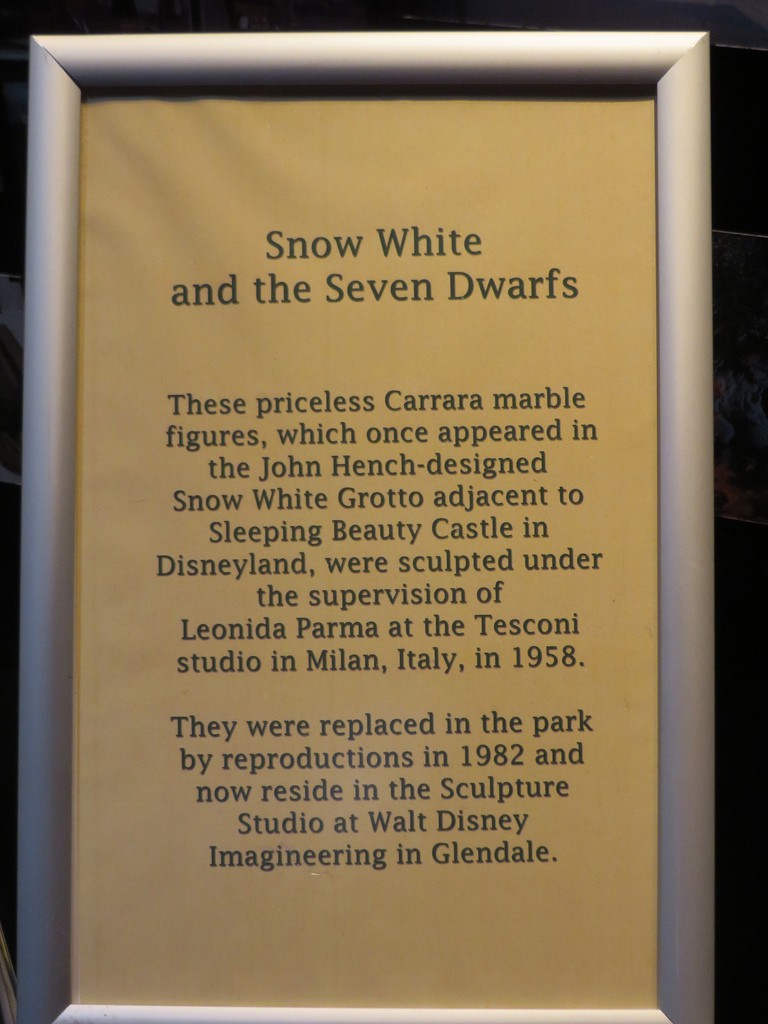 Snow White
and the Seven Dwarfs
These priceless Carrara marble
figures, which once appeared in
the John Hench-designed
Snow White Grotto adjacent to
Sleeping Beauty Castle in
Disneyland, were sculpted under
the supervision of
Leonida Parma at the Tesconi
studio in Milan, Italy, in 1958.
They were replaced in the park
by reproductions in 1982 and
now reside in the Sculpture
Studio at Walt Disney
Imagineering in Glendale.